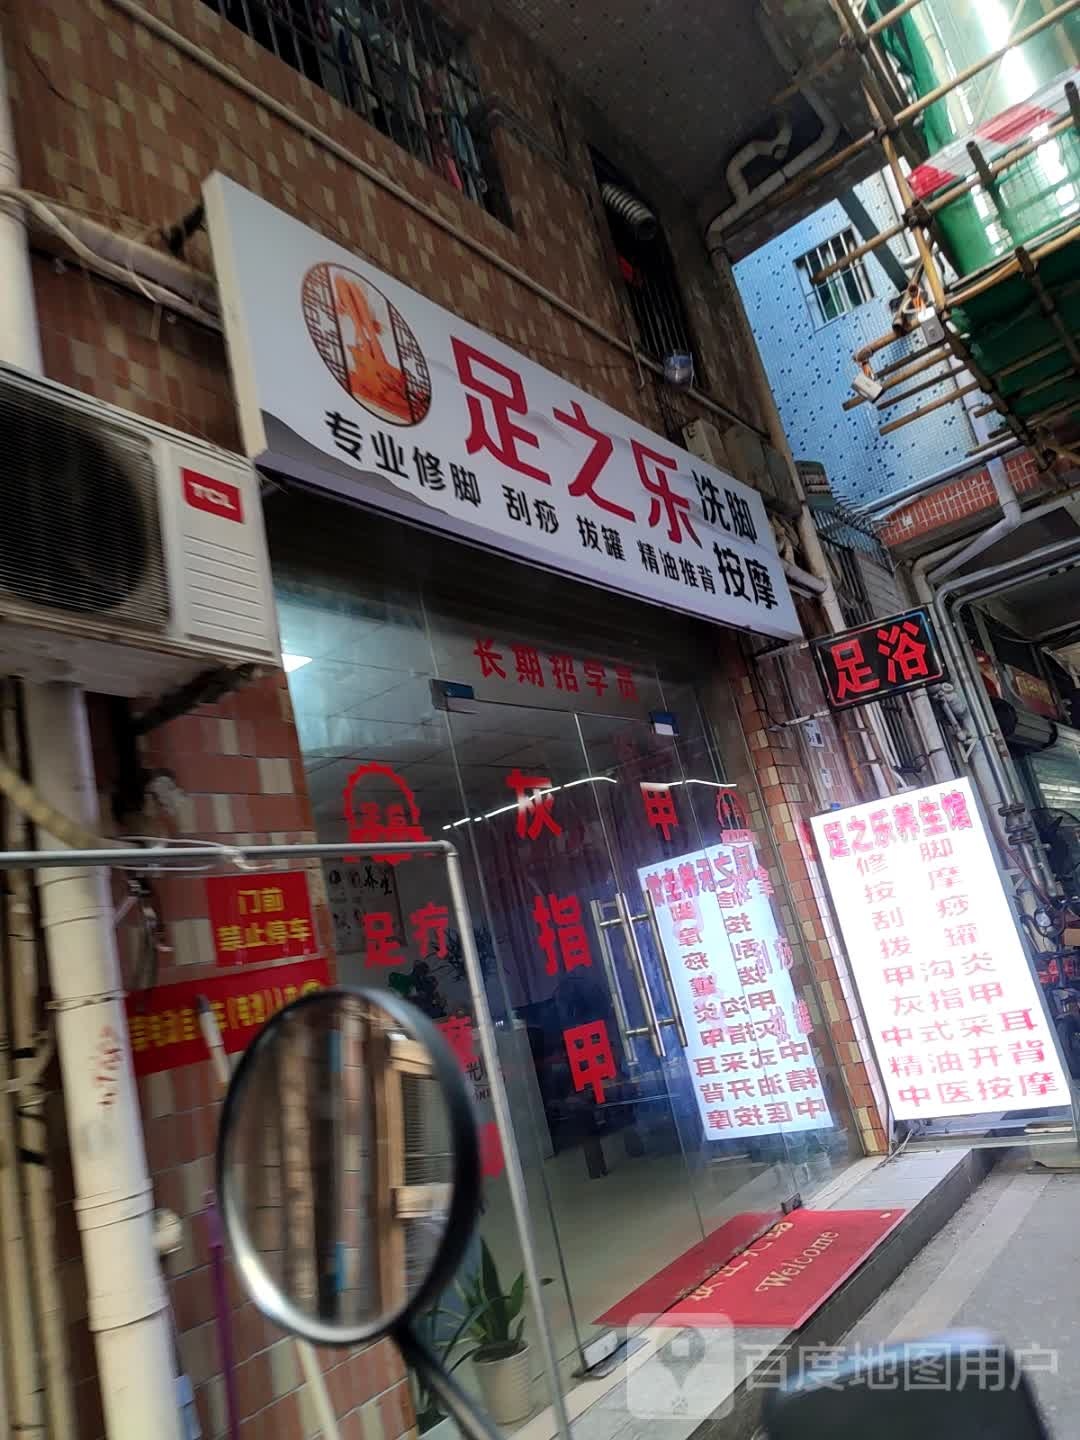 足之乐
洗脚
按摩
专业修脚 刮痧 拔罐 精油推背
TCL
足浴
长期招学员
灰 甲
指
甲
足疗
门前
禁止停车
足之乐养生馆
修脚
按摩
刮痧
拨罐
甲沟炎
灰指甲
中式采耳
精油开背
中医按摩
Welcome
百度地图用户